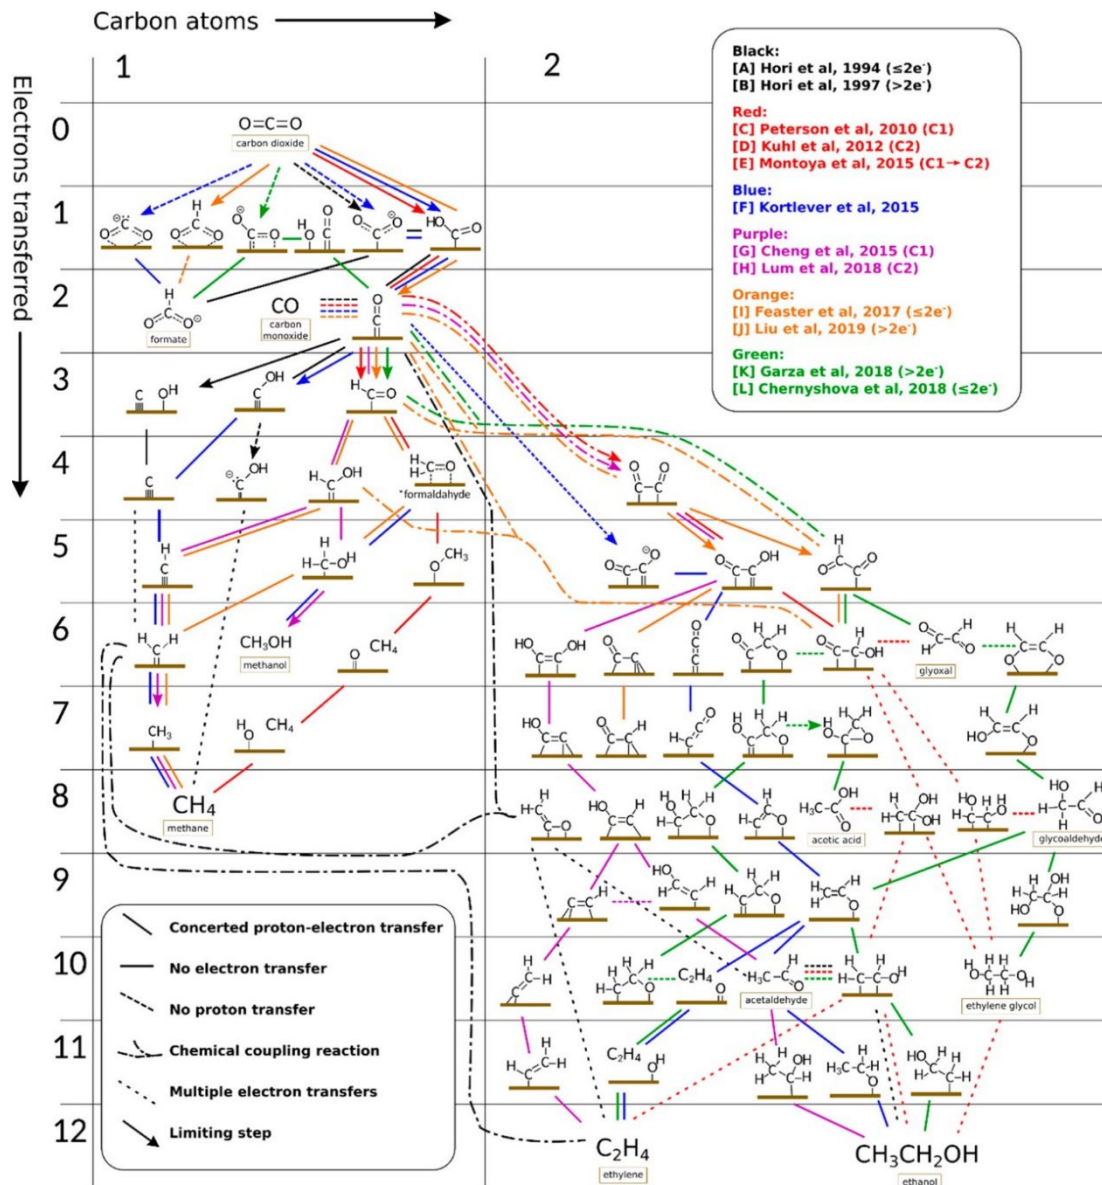 Carbon atoms
Electrons transferred
1
2
Black:
[A] Hori et al, 1994 (≤2e⁻)
[B] Hori et al, 1997 (>2e⁻)
Red:
[C] Peterson et al, 2010 (C1)
[D] Kuhl et al, 2012 (C2)
[E] Montoya et al, 2015 (C1→C2)
Blue:
[F] Kortlever et al, 2015
Purple:
[G] Cheng et al, 2015 (C1)
[H] Lum et al, 2018 (C2)
Orange:
[I] Feaster et al, 2017 (≤2e⁻)
[J] Liu et al, 2019 (>2e⁻)
Green:
[K] Garza et al, 2018 (>2e⁻)
[L] Chernyshova et al, 2018 (≤2e⁻)
0
O=C=O
carbon dioxide
1
2
CO
carbon monoxide
formate
3
4
*formaldahyde
5
6
CH₃OH
methanol
CH₄
glyoxal
7
CH₃
CH₄
8
CH₄
methane
acetic acid
glycoaldehyde
9
10
C₂H₄
acetaldehyde
ethylene glycol
11
C₂H₄
12
C₂H₄
ethylene
CH₃CH₂OH
ethanol
Concerted proton-electron transfer
No electron transfer
No proton transfer
Chemical coupling reaction
Multiple electron transfers
Limiting step